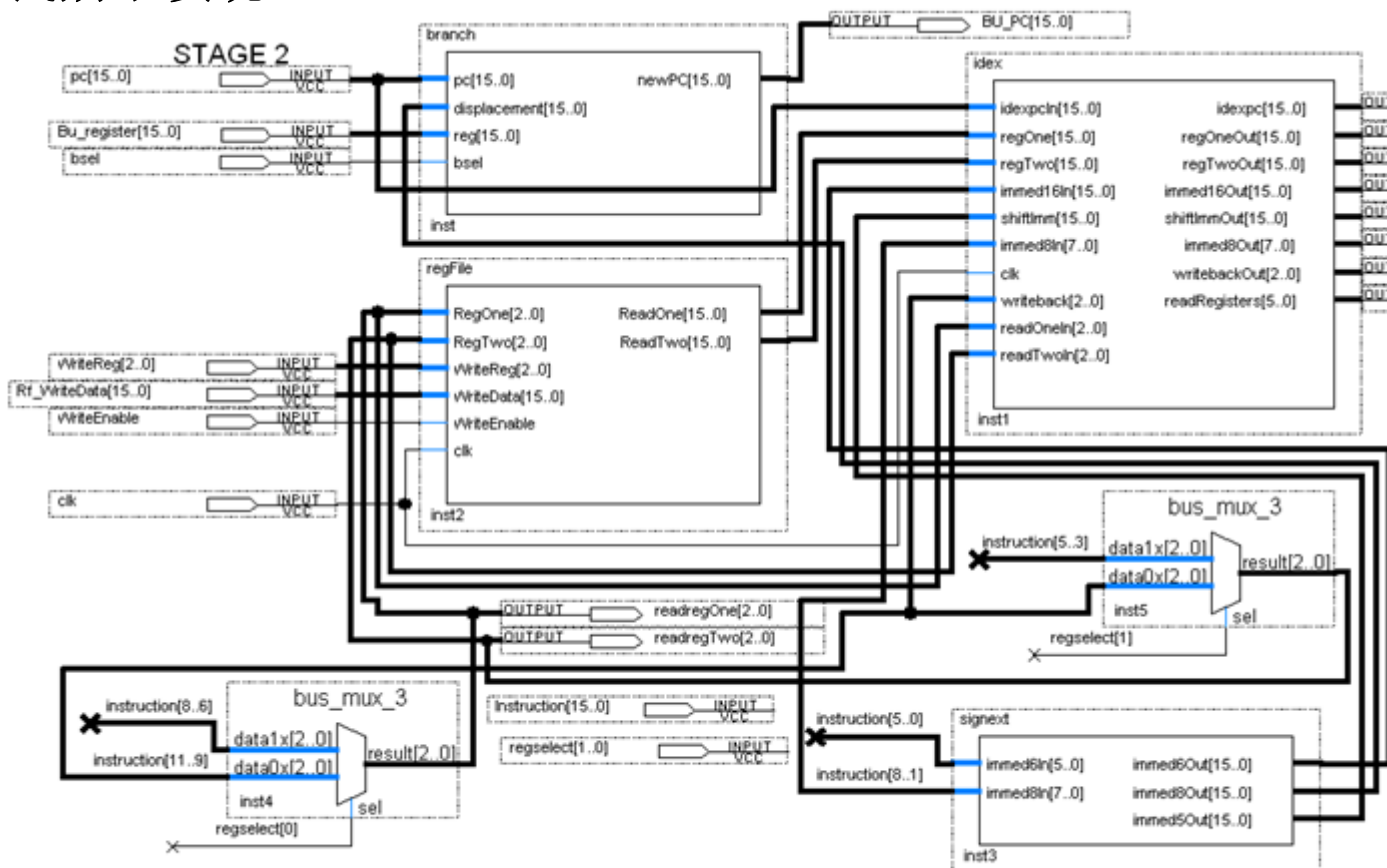 STAGE 2
pc[15..0] INPUT VCC
Bu_register[15..0] INPUT VCC
bsel INPUT VCC
WriteReg[2..0] INPUT VCC
Rf_WriteData[15..0] INPUT VCC
WriteEnable INPUT VCC
clk INPUT VCC
branch
pc[15..0] newPC[15..0]
displacement[15..0]
reg[15..0]
bsel
inst
OUTPUT BU_PC[15..0]
regFile
RegOne[2..0] ReadOne[15..0]
RegTwo[2..0] ReadTwo[15..0]
WriteReg[2..0]
WriteData[15..0]
WriteEnable
clk
inst2
idex
idexpcIn[15..0] idexpc[15..0]
regOne[15..0] regOneOut[15..0]
regTwo[15..0] regTwoOut[15..0]
immed16In[15..0] immed16Out[15..0]
shiftImm[15..0] shiftImmOut[15..0]
immed8In[7..0] immed8Out[7..0]
clk writebackOut[2..0]
writeback[2..0] readRegisters[5..0]
readOneIn[2..0]
readTwoIn[2..0]
inst1
OUT
OUT
OUT
OUT
OUT
OUT
OUT
OUT
bus_mux_3
instruction[5..3] data1x[2..0]
data0x[2..0] result[2..0]
inst5 sel
regselect[1]
OUTPUT readregOne[2..0]
OUTPUT readregTwo[2..0]
bus_mux_3
instruction[8..6] data1x[2..0]
instruction[11..9] data0x[2..0] result[2..0]
inst4 sel
regselect[0]
Instruction[15..0] INPUT VCC
regselect[1..0] INPUT VCC
signext
instruction[5..0] immed6In[5..0] immed6Out[15..0]
instruction[8..1] immed8In[7..0] immed8Out[15..0]
immed5Out[15..0]
inst3